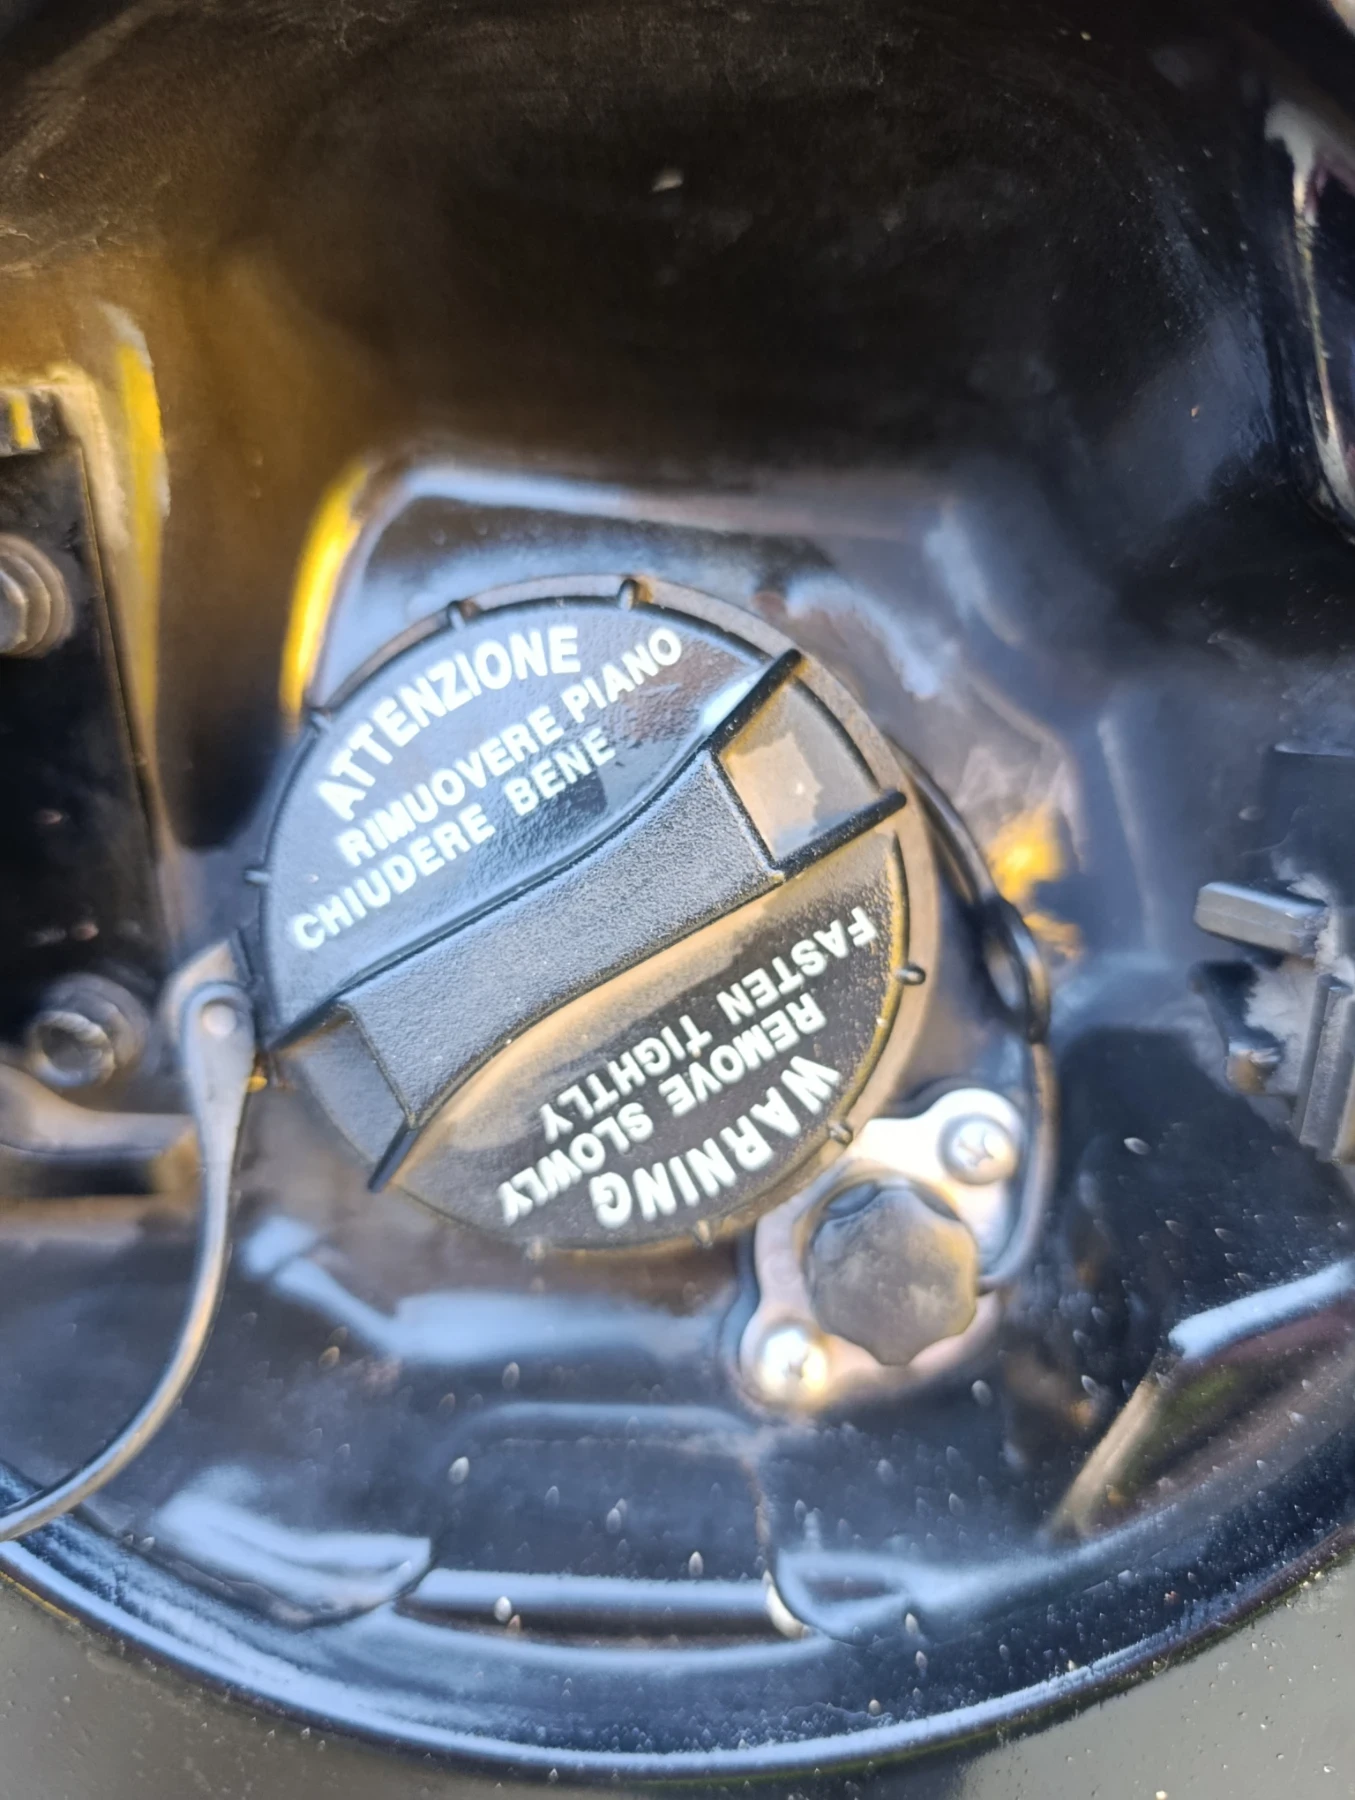 ATTENZIONE
RIMUOVERE PIANO
CHIUDERE BENE
WARNING
REMOVE SLOWLY
FASTEN TIGHTLY